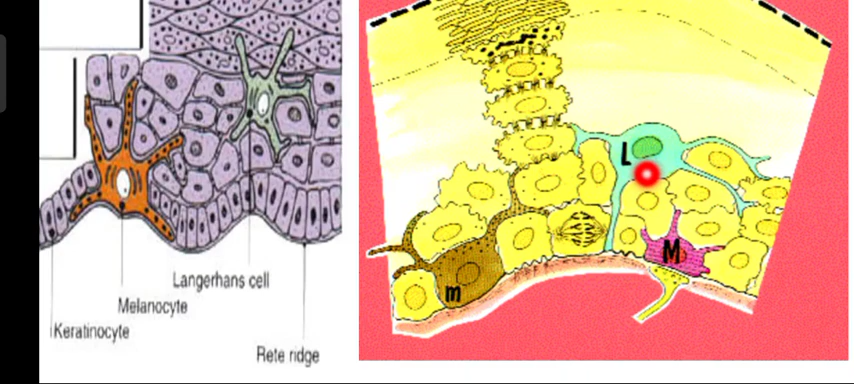 Langerhans cell
Melanocyte
Keratinocyte
Rete ridge
L
M
m